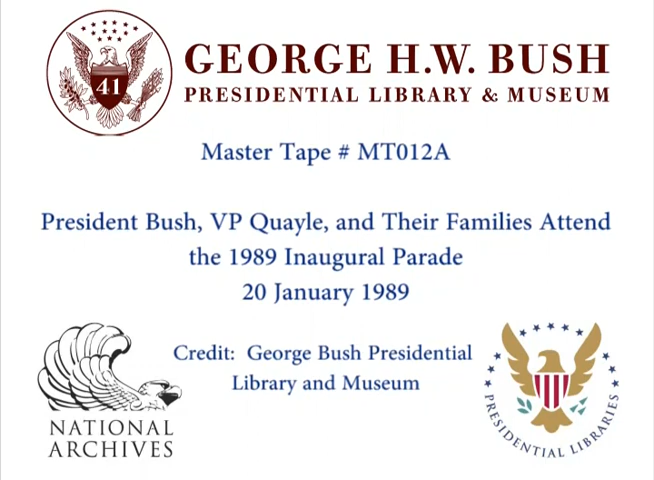 41
GEORGE H.W. BUSH
PRESIDENTIAL LIBRARY & MUSEUM
Master Tape # MT012A
President Bush, VP Quayle, and Their Families Attend
the 1989 Inaugural Parade
20 January 1989
Credit: George Bush Presidential
Library and Museum
NATIONAL
ARCHIVES
PRESIDENTIAL LIBRARIES